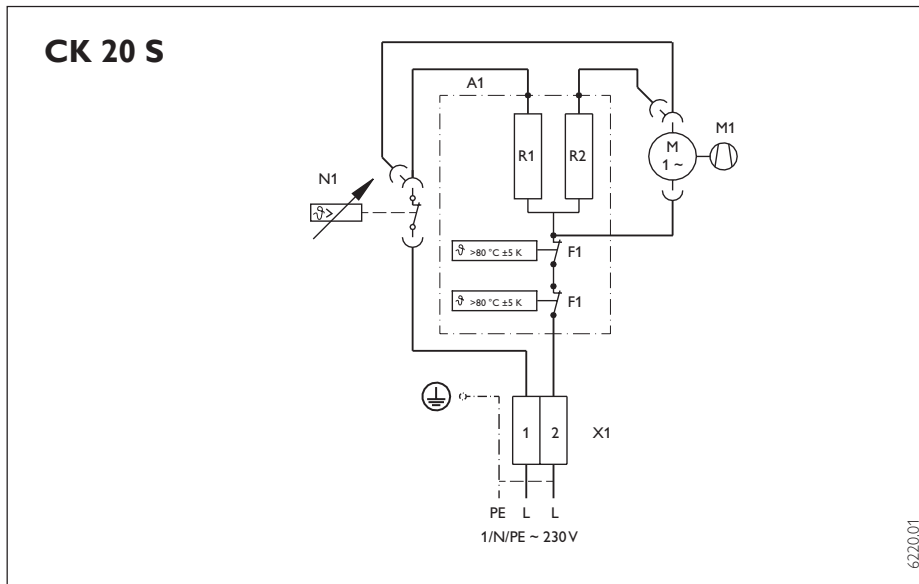 CK 20 S
A1
R1 R2
M
1 ~
M1
N1
ϑ>
ϑ >80 °C ±5 K
F1
ϑ >80 °C ±5 K
F1
1 2
X1
PE L L
1/N/PE ~ 230 V
6220.01